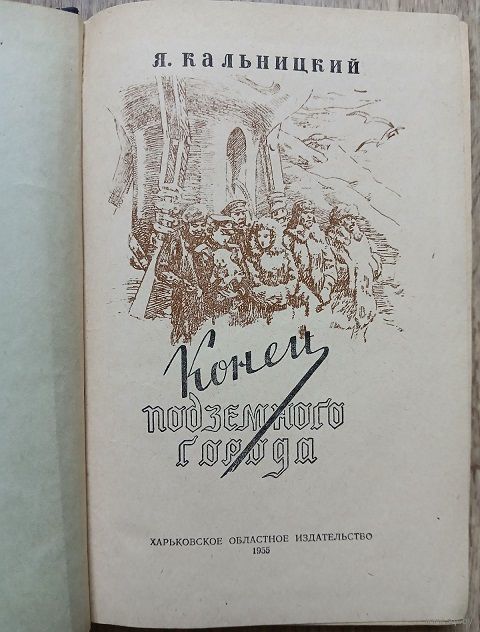 Я. КАЛЬНИЦКИЙ
Конец
ПОДЗЕМНОГО
ГОРОДА
ХАРЬКОВСКОЕ ОБЛАСТНОЕ ИЗДАТЕЛЬСТВО
1955